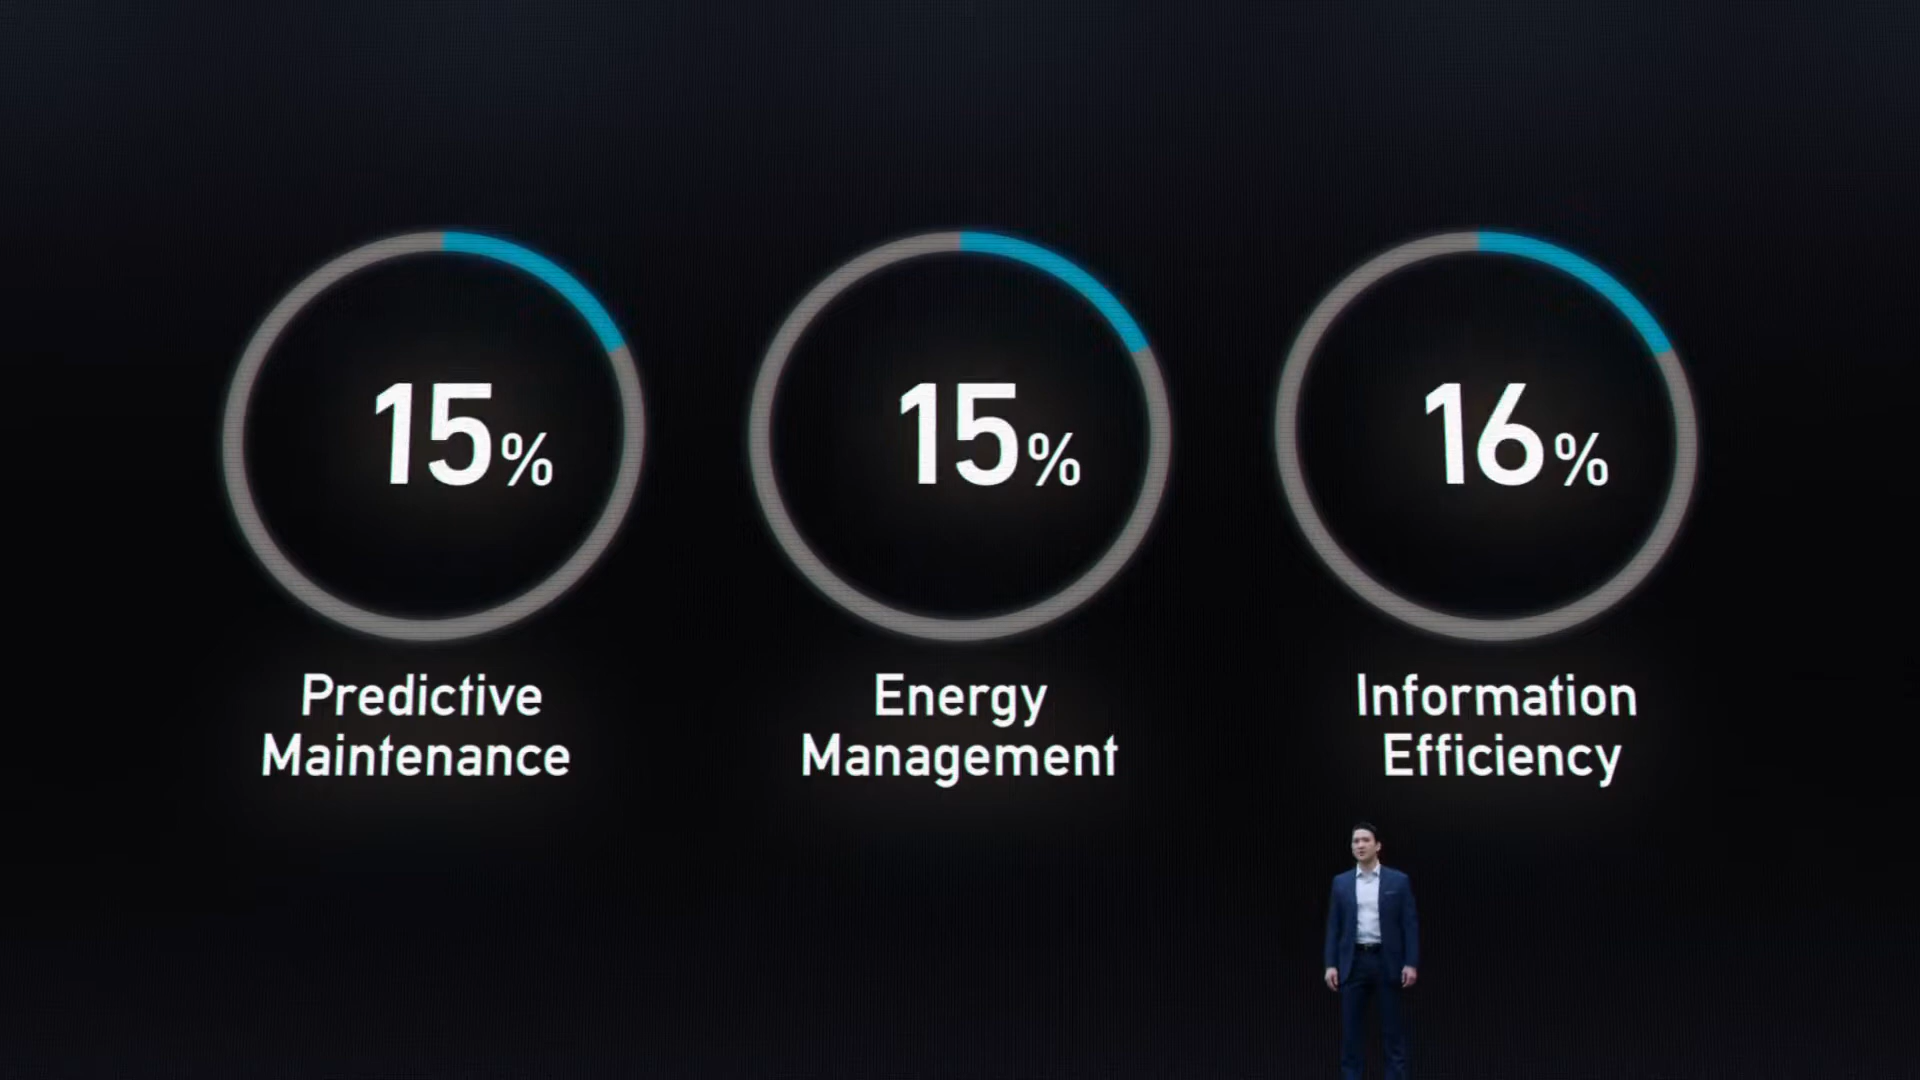 15%
15%
16%
Predictive
Maintenance
Energy
Management
Information
Efficiency